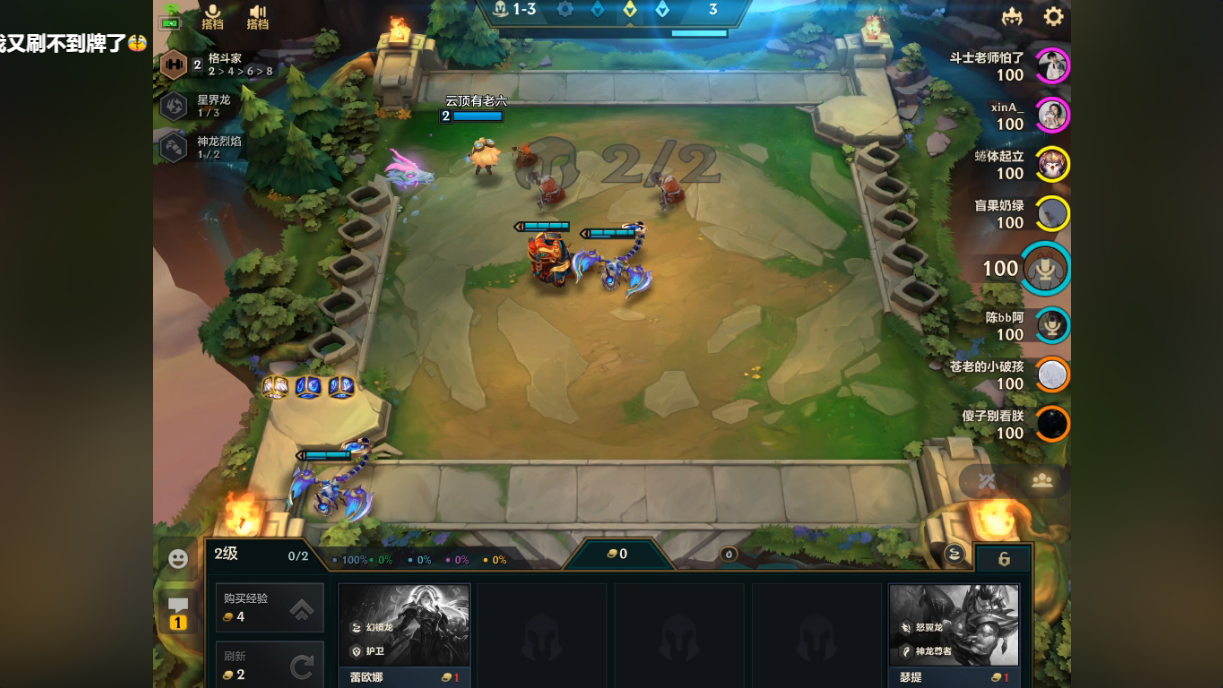 我又刷不到牌了
搭档
搭档
1-3
3
2
格斗家
2 > 4 > 6 > 8
星界龙
1 / 3
神龙烈焰
1 / 2
云顶有老六
2
2/2
斗士老师怕了
100
xinA_
100
蜷体起立
100
盲果奶绿
100
100
陈bb阿
100
苍老的小破孩
100
傻子别看朕
100
2级
0/2
100%
0%
0%
0%
0%
0
购买经验
4
刷新
2
1
幻镜龙
护卫
蕾欧娜
1
怒翼龙
神龙尊者
瑟提
1